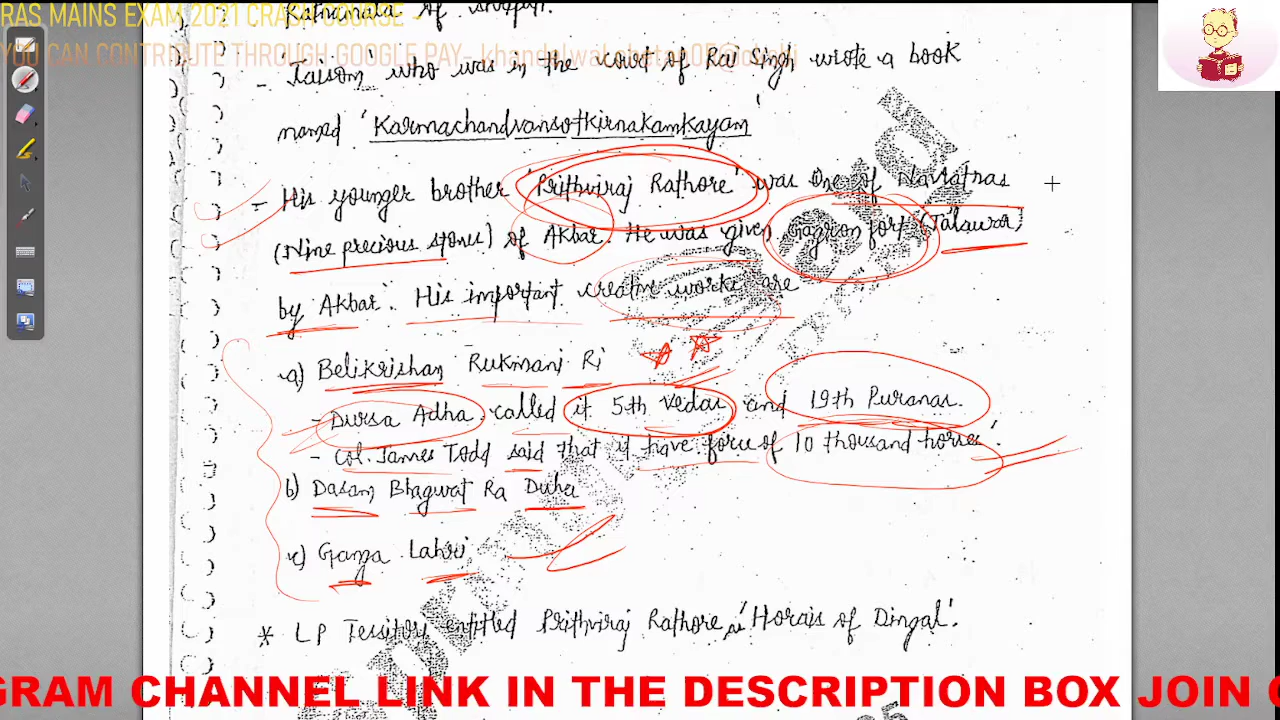 RAS MAINS EXAM 2021 CRASH COURSE -
Ratnamala of
YOU CAN CONTRIBUTE THROUGH GOOGLE PAY-
- Jaisom' who was in the court of Rai Singh wrote a book
named 'Karmachandvansotkirnakamkayam'
- His younger brother 'Prithviraj Rathore' was one of Navratnas
(Nine precious stones) of Akbar. He was given Gagron fort (Jalawar)
by Akbar. His important creative works are
a) Belikrishan Rukmani Ri
- Dursa Adha called it 5th Vedas and 19th Puranas.
- Col. James Todd said that it have force of '10 thousand horses'.
b) Dasam Bhagwat Ra Duha
c) Ganga Lahri
* LP Tessitory entitled Prithviraj Rathore as 'Horais of Dingal'.
GRAM CHANNEL LINK IN THE DESCRIPTION BOX JOIN